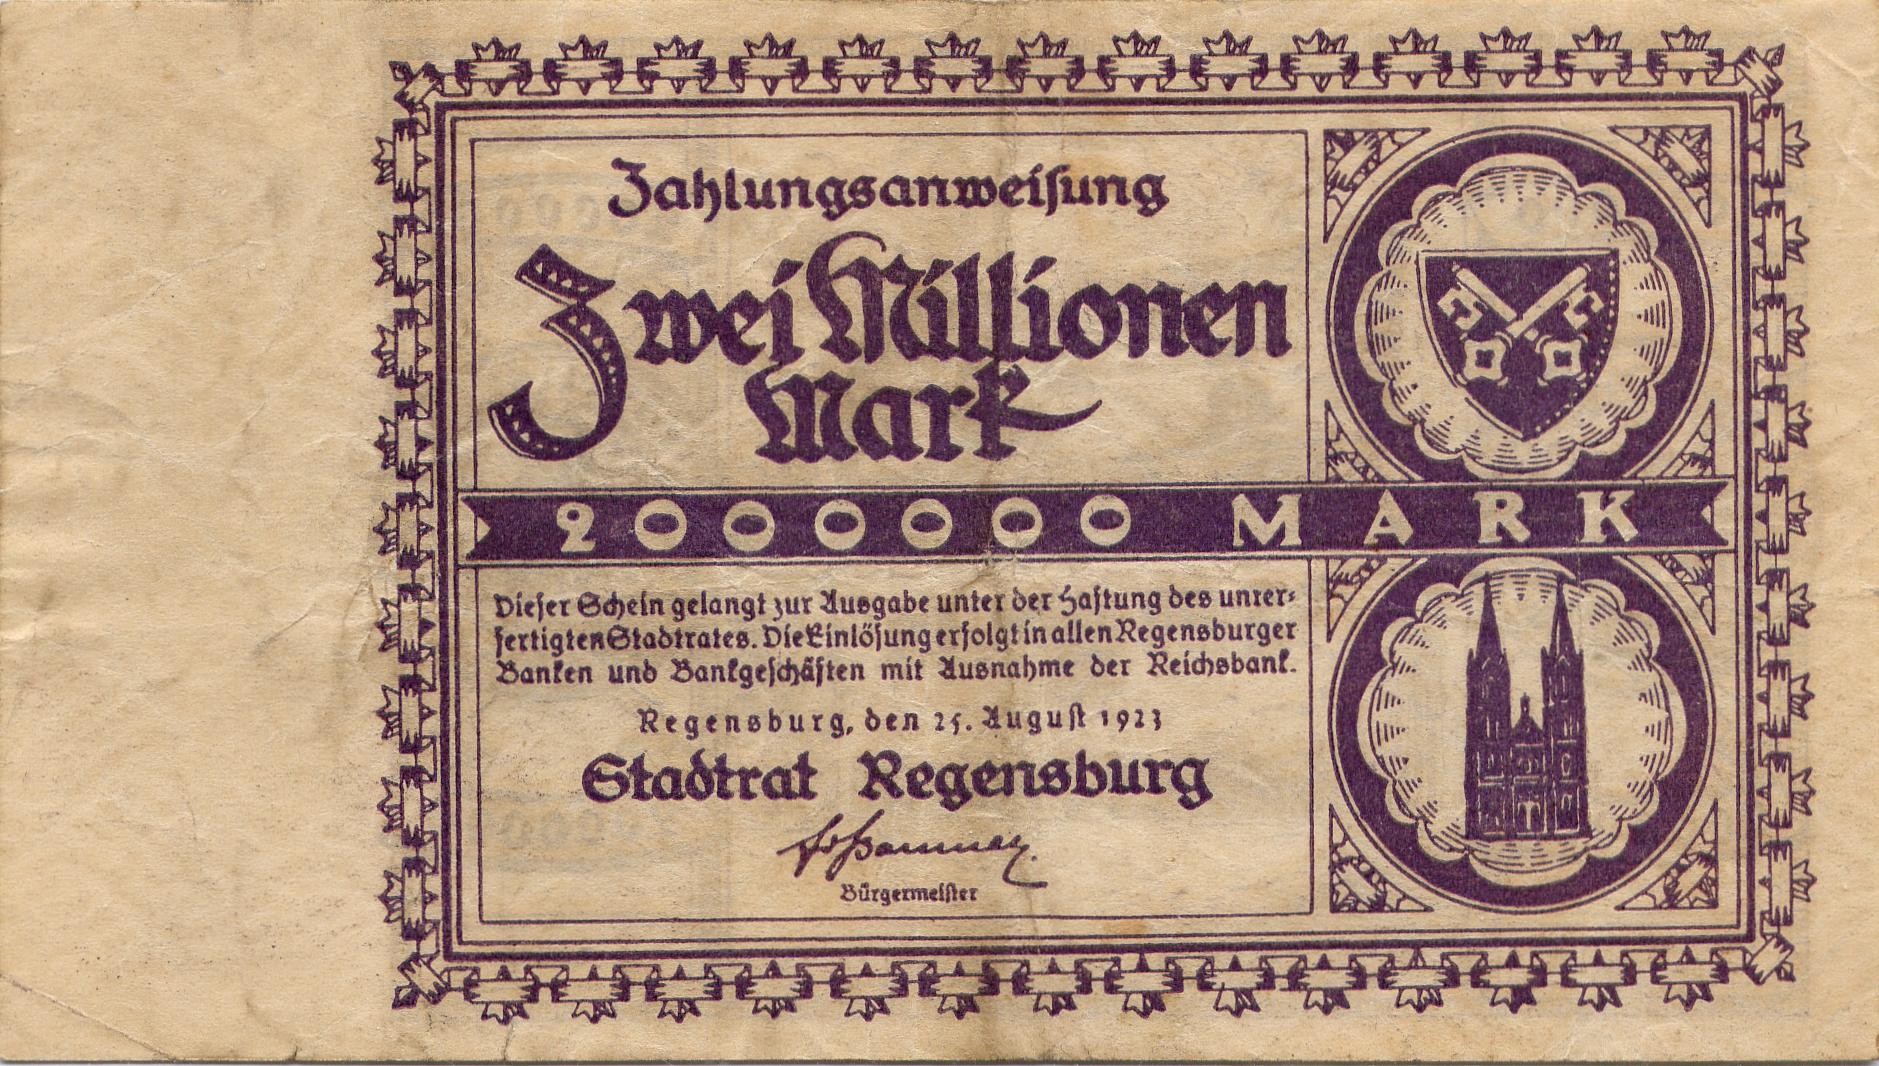 Zahlungsanweisung
Zwei Millionen
Mark
2000000 MARK
Dieser Schein gelangt zur Ausgabe unter der Haftung des unter-
fertigten Stadtrates. Die Einlösung erfolgt in allen Regensburger
Banken und Bankgeschäften mit Ausnahme der Reichsbank.
Regensburg, den 25. August 1923
Stadtrat Regensburg
Bürgermeister